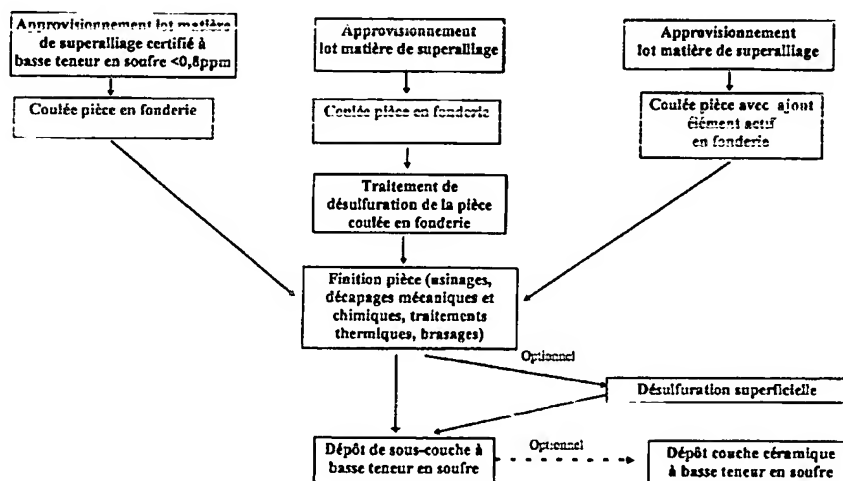 Approvisionnement lot matière
de superalliage certifié à
basse teneur en soufre <0,8ppm
Approvisionnement
lot matière de superalliage
Approvisionnement
lot matière de superalliage
Coulée pièce en fonderie
Coulée pièce en fonderie
Coulée pièce avec ajout
élément actif
en fonderie
Traitement de
désulfuration de la pièce
coulée en fonderie
Finition pièce (usinages,
décapages mécaniques et
chimiques, traitements
thermiques, brasages)
Optionnel
Désulfuration superficielle
Dépôt de sous-couche à
basse teneur en soufre
Optionnel
Dépôt couche céramique
à basse teneur en soufre